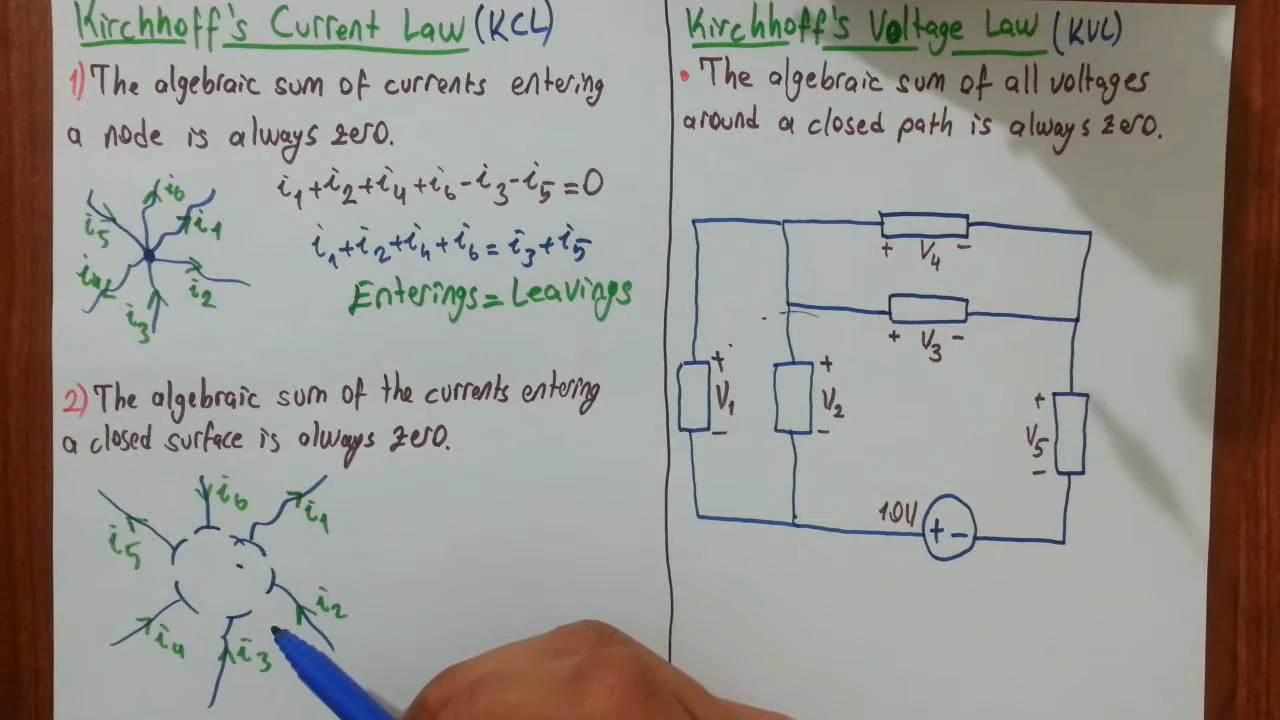 Kirchhoff's Current Law (KCL)
1) The algebraic sum of currents entering
a node is always zero.
i₁+i₂+i₄+i₆-i₃-i₅=0
i₁+i₂+i₄+i₆=i₃+i₅
Enterings=Leavings
i₆
i₅
i₁
i₄
i₂
i₃
2) The algebraic sum of the currents entering
a closed surface is always zero.
i₆
i₁
i₅
i₂
i₄
i₃
Kirchhoff's Voltage Law (KVL)
• The algebraic sum of all voltages
around a closed path is always zero.
+ V₄ -
+ V₃ -
+ V₁ -
+ V₂ -
+ V₅ -
10V
+ -